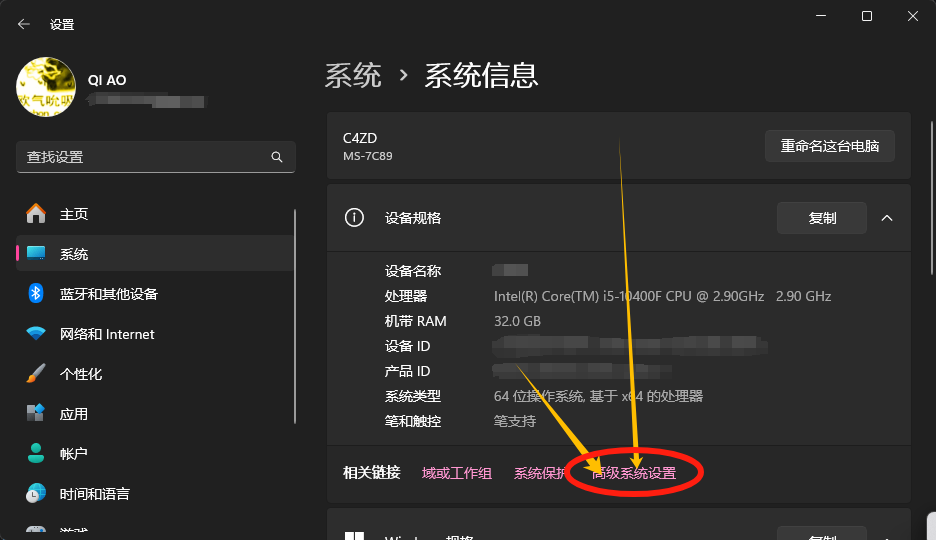 设置
QI AO
查找设置
主页
系统
蓝牙和其他设备
网络和 Internet
个性化
应用
帐户
时间和语言
游戏
系统 › 系统信息
C4ZD
MS-7C89
重命名这台电脑
设备规格
复制
设备名称
处理器 Intel(R) Core(TM) i5-10400F CPU @ 2.90GHz 2.90 GHz
机带 RAM 32.0 GB
设备 ID
产品 ID
系统类型 64 位操作系统, 基于 x64 的处理器
笔和触控 笔支持
相关链接 域或工作组 系统保护 高级系统设置
Windows 规格
复制